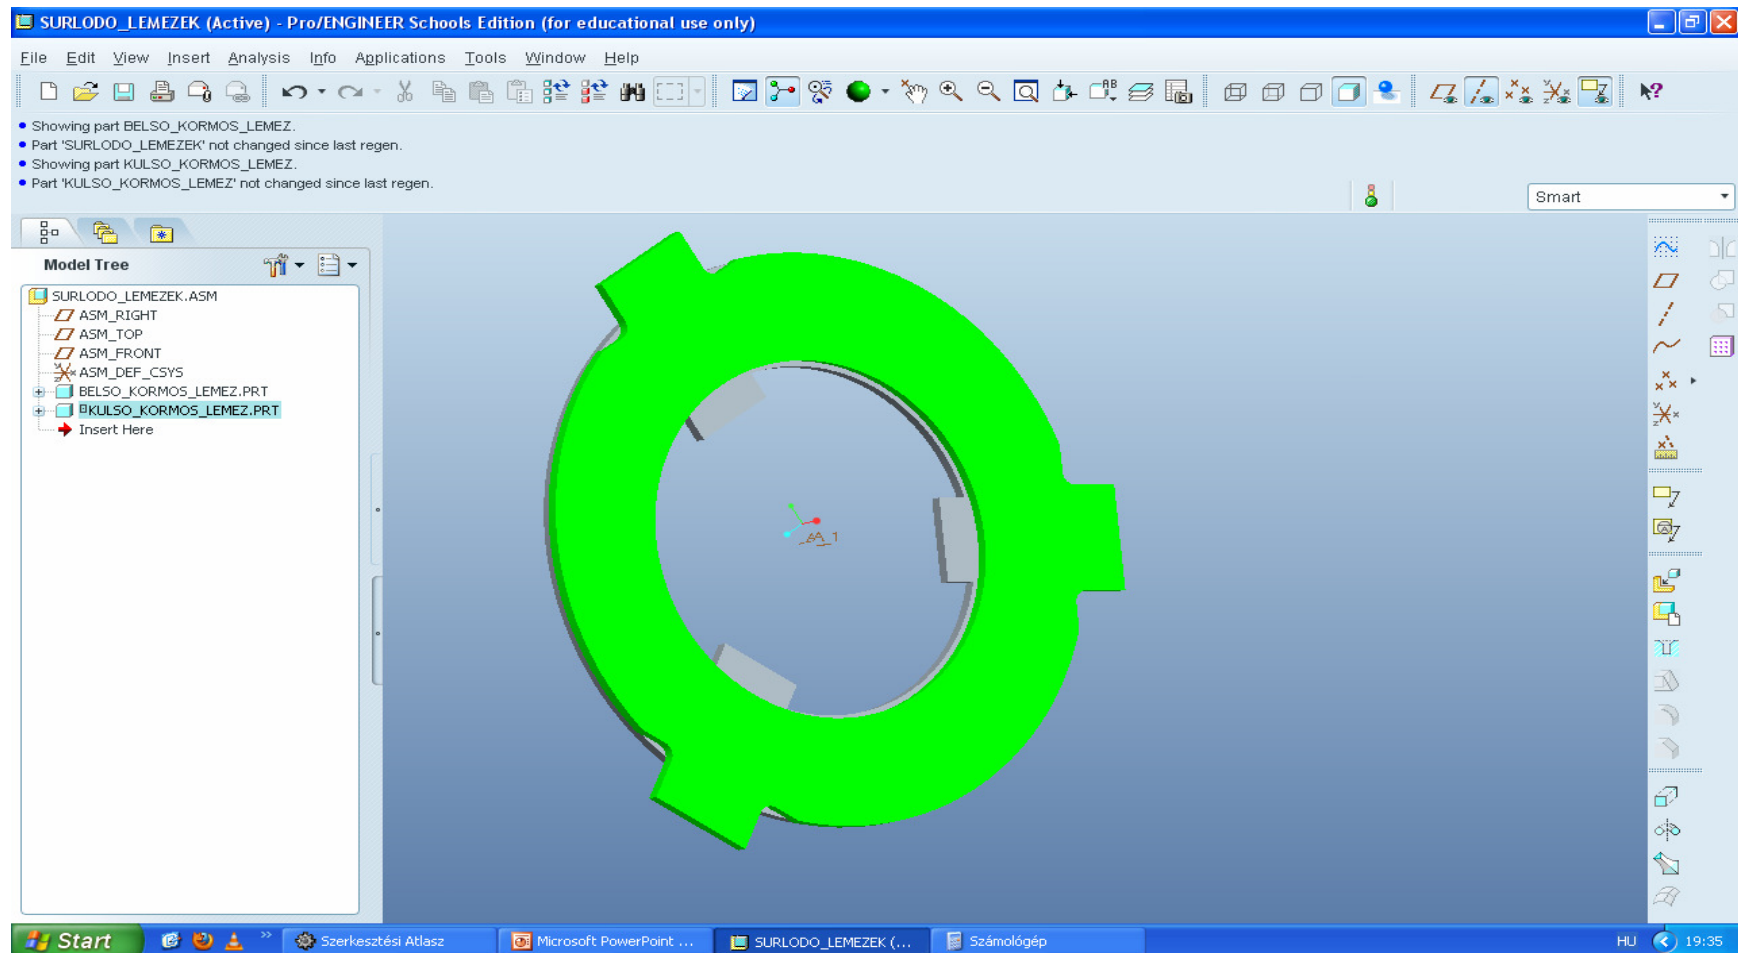 SURLODO_LEMEZEK (Active) - Pro/ENGINEER Schools Edition (for educational use only)
File Edit View Insert Analysis Info Applications Tools Window Help
Showing part BELSO_KORMOS_LEMEZ.
Part 'SURLODO_LEMEZEK' not changed since last regen.
Showing part KULSO_KORMOS_LEMEZ.
Part 'KULSO_KORMOS_LEMEZ' not changed since last regen.
Smart
Model Tree
SURLODO_LEMEZEK.ASM
ASM_RIGHT
ASM_TOP
ASM_FRONT
ASM_DEF_CSYS
BELSO_KORMOS_LEMEZ.PRT
KULSO_KORMOS_LEMEZ.PRT
Insert Here
Start Szerkesztési Atlasz Microsoft PowerPoint ... SURLODO_LEMEZEK (... Számológép HU 19:35